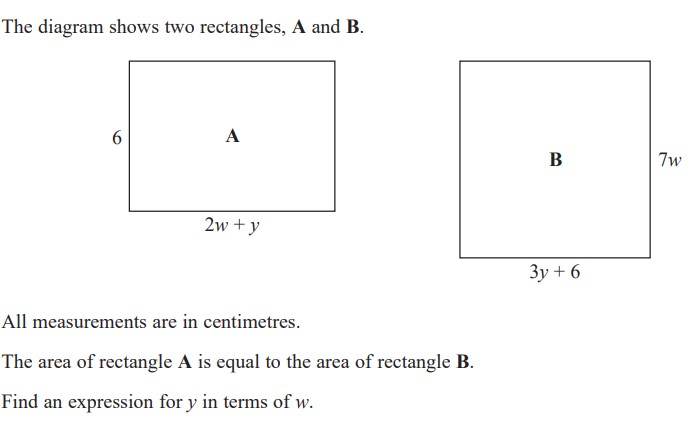 The diagram shows two rectangles, A and B.
6
A
2w + y
B
7w
3y + 6
All measurements are in centimetres.
The area of rectangle A is equal to the area of rectangle B.
Find an expression for y in terms of w.